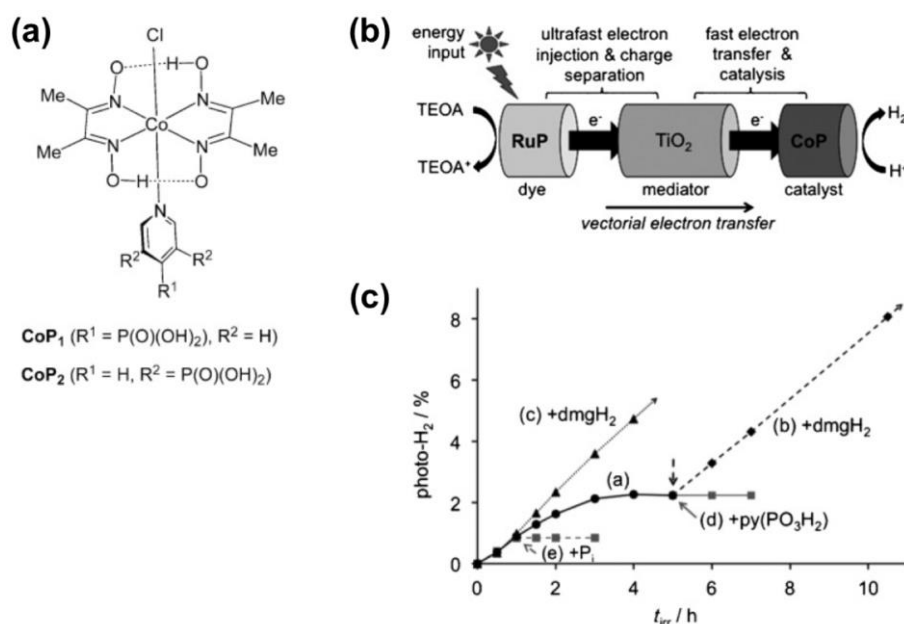 (a)
Cl
O H O
Me N N Me
Co
Me N N Me
O H O
N
R² R²
R¹
CoP₁ (R¹ = P(O)(OH)₂), R² = H)
CoP₂ (R¹ = H, R² = P(O)(OH)₂)
(b)
energy
input
ultrafast electron
injection & charge
separation
fast electron
transfer &
catalysis
TEOA
TEOA⁺
RuP
e⁻
TiO₂
e⁻
CoP
H₂
H⁺
dye
mediator
catalyst
vectorial electron transfer
(c)
photo-H₂ / %
8
6
4
2
0
(c) +dmgH₂
(a)
(b) +dmgH₂
(d) +py(PO₃H₂)
(e) +Pᵢ
0 2 4 6 8 10
t_irr / h